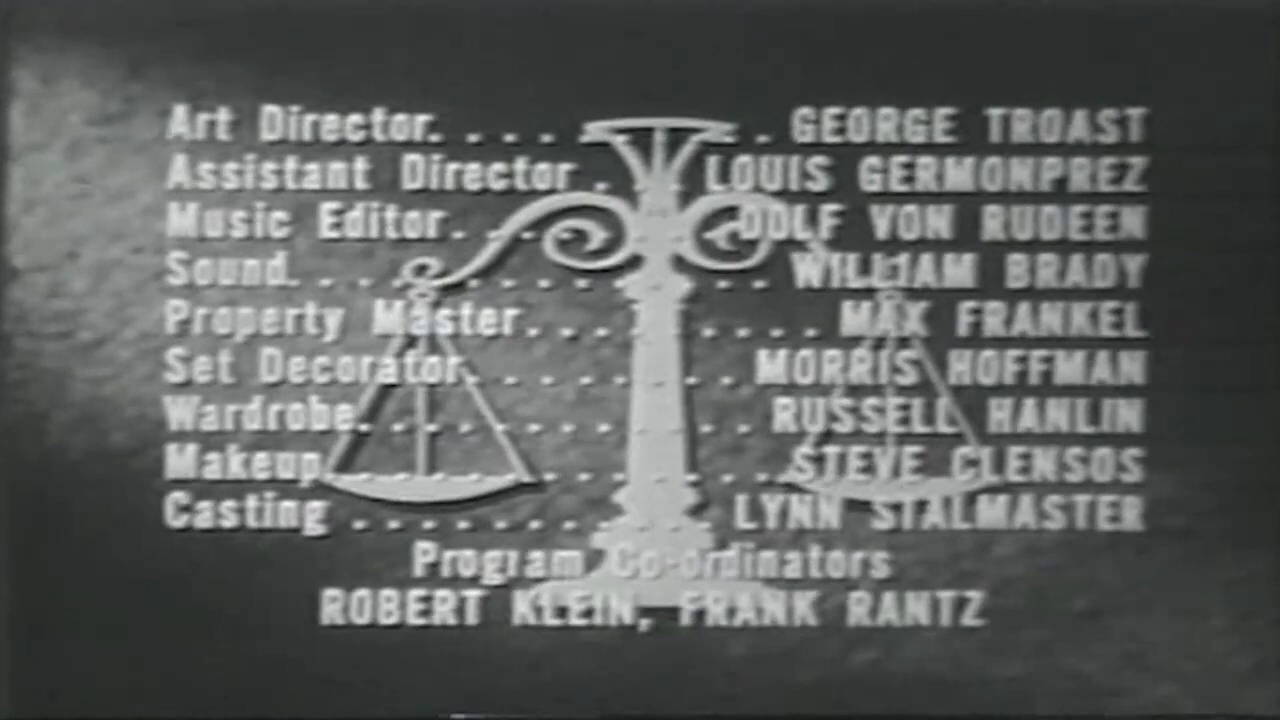 Art Director. . . . . . . GEORGE TROAST
Assistant Director . . . LOUIS GERMONPREZ
Music Editor. . . . DOLF VON RUDEEN
Sound. . . . . . . . . . . . . WILLIAM BRADY
Property Master. . . . . . . . . MAX FRANKEL
Set Decorator. . . . . . . . . MORRIS HOFFMAN
Wardrobe. . . . . . . . . . . . RUSSELL HANLIN
Makeup. . . . . . . . . . . . . STEVE CLENSOS
Casting . . . . . . . . . . . LYNN STALMASTER
Program Co-ordinators
ROBERT KLEIN, FRANK RANTZ